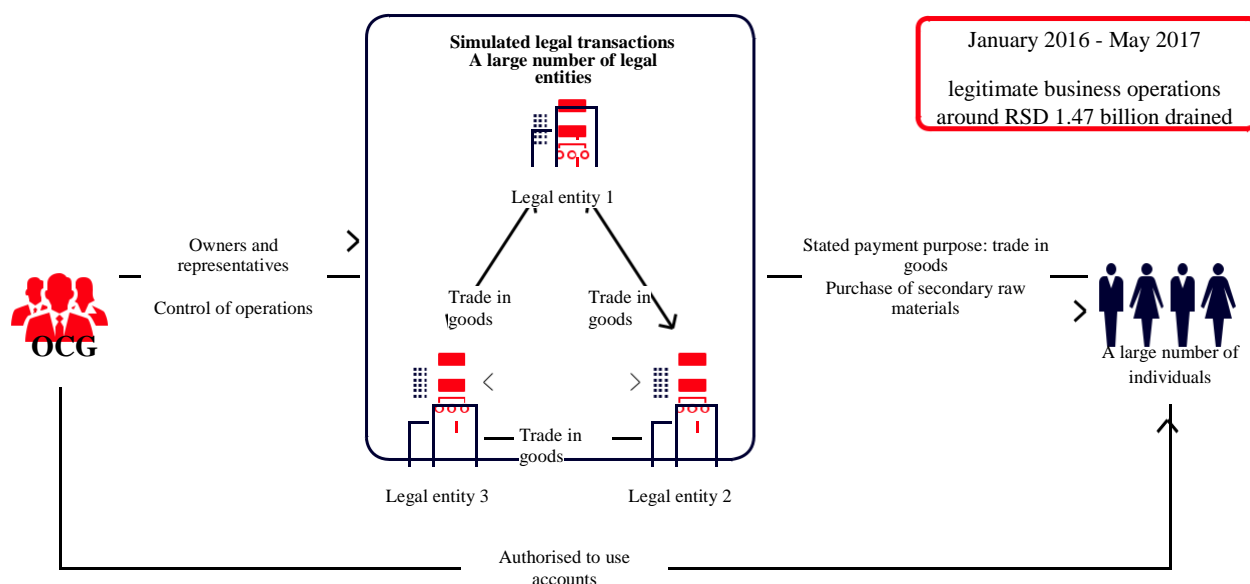 Simulated legal transactions
A large number of legal
entities
January 2016 - May 2017
legitimate business operations
around RSD 1.47 billion drained
Legal entity 1
Owners and
representatives
Control of operations
OCG
Trade in
goods
Trade in
goods
Stated payment purpose: trade in
goods
Purchase of secondary raw
materials
A large number of
individuals
Trade in
goods
Legal entity 3
Legal entity 2
Authorised to use
accounts